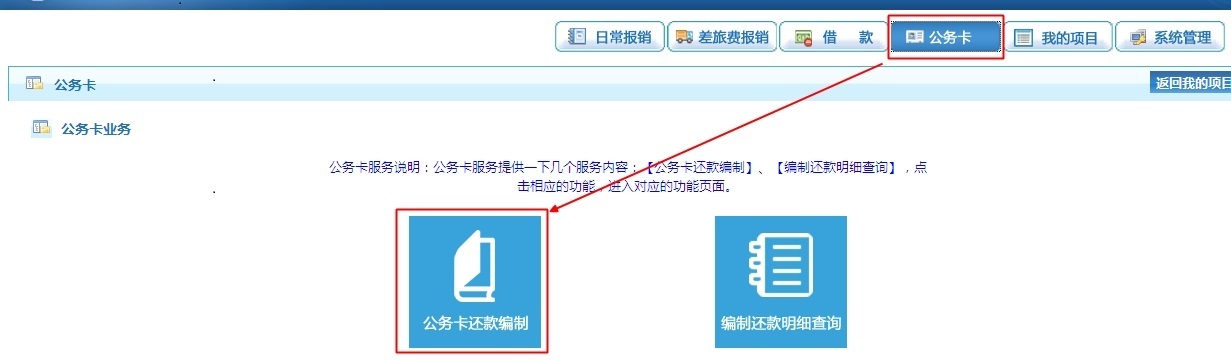 日常报销 差旅费报销 借 款 公务卡 我的项目 系统管理
公务卡 返回我的项目
公务卡业务
公务卡服务说明：公务卡服务提供一下几个服务内容：【公务卡还款编制】、【编制还款明细查询】，点
击相应的功能，进入对应的功能页面。
公务卡还款编制 编制还款明细查询